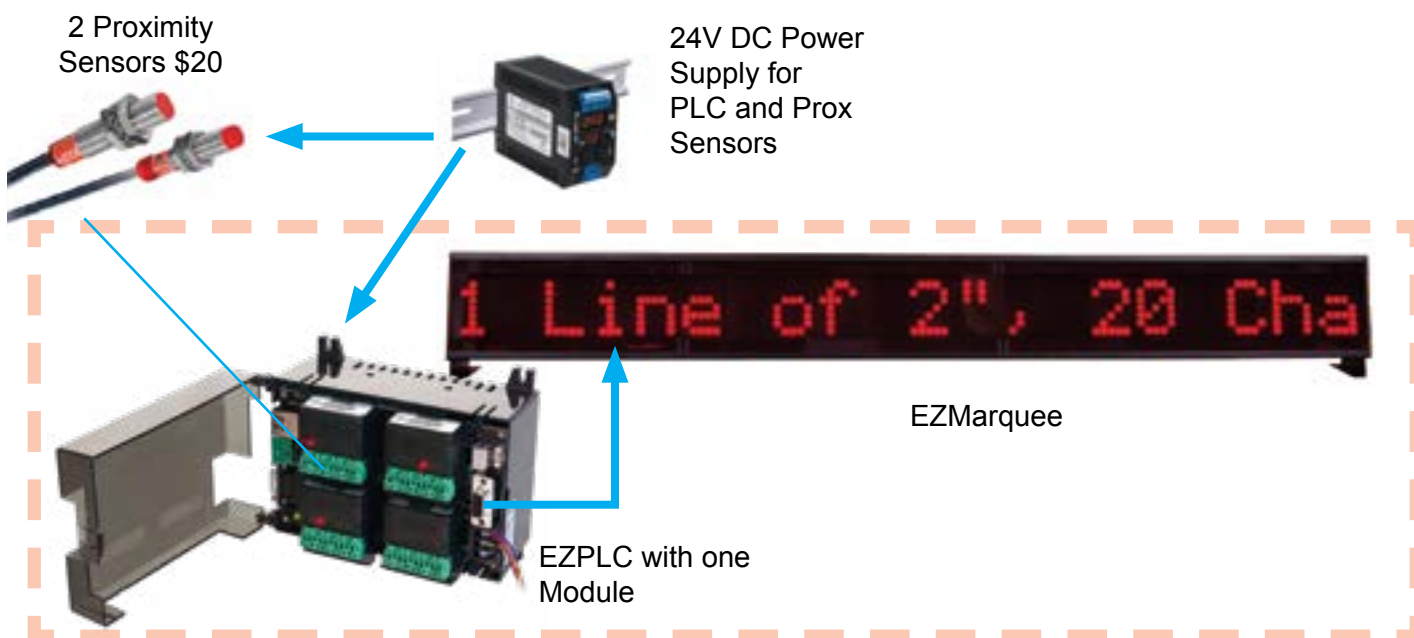 2 Proximity
Sensors $20
24V DC Power
Supply for
PLC and Prox
Sensors
1 Line of 2", 20 Cha
EZMarquee
EZPLC with one
Module